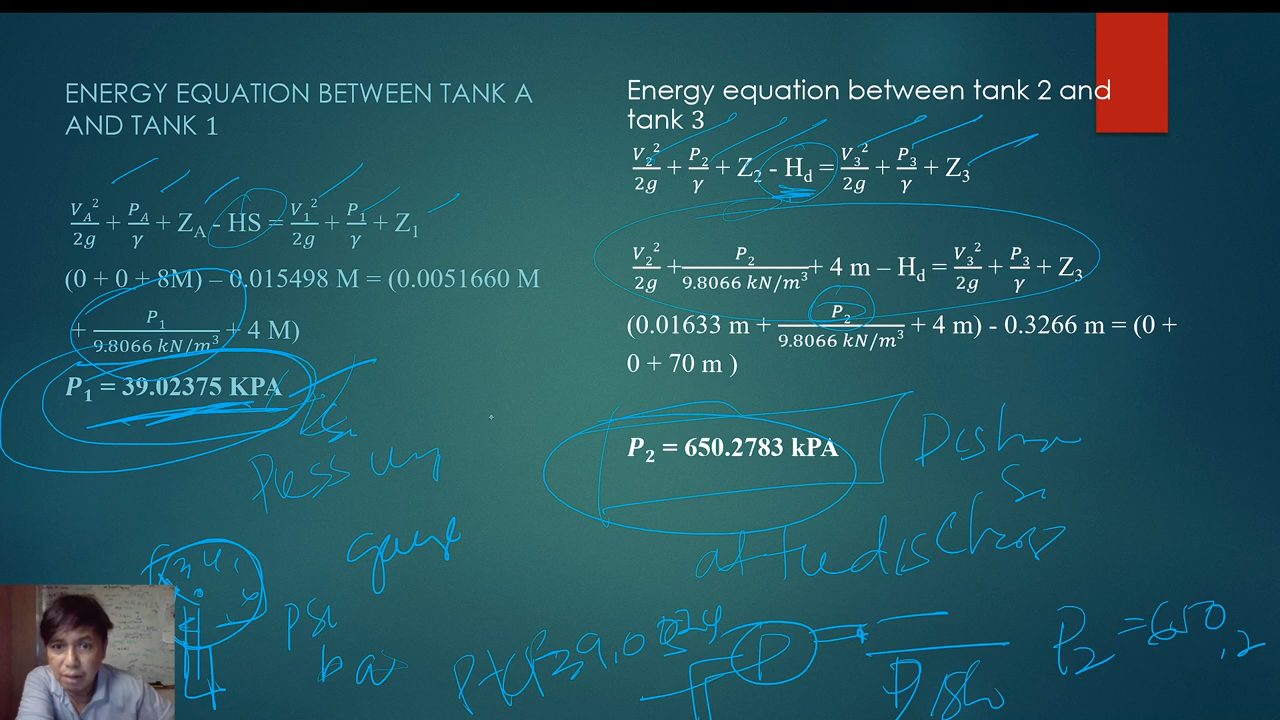 ENERGY EQUATION BETWEEN TANK A
AND TANK 1
V_A²/2g + P_A/γ + Z_A - HS = V_1²/2g + P_1/γ + Z_1
(0 + 0 + 8M) – 0.015498 M = (0.0051660 M
+ P_1/9.8066 kN/m³ + 4 M)
P_1 = 39.02375 KPA
Pressure
gauge
psi
bar
Energy equation between tank 2 and
tank 3
V_2²/2g + P_2/γ + Z_2 - H_d = V_3²/2g + P_3/γ + Z_3
V_2²/2g + P_2/9.8066 kN/m³ + 4 m – H_d = V_3²/2g + P_3/γ + Z_3
(0.01633 m + P_2/9.8066 kN/m³ + 4 m) - 0.3266 m = (0 +
0 + 70 m )
P_2 = 650.2783 kPA
at the discharge
P
P_2 = 650.2